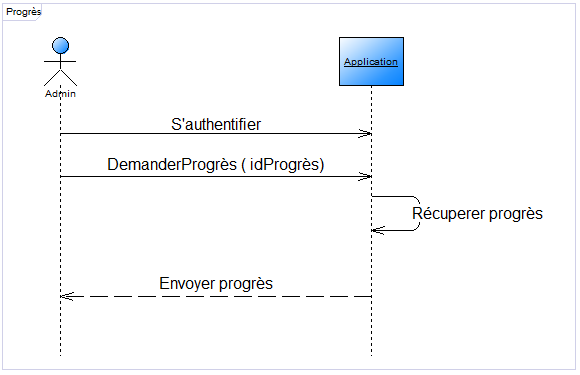 Progrès
Application
Admin
S'authentifier
DemanderProgrès ( idProgrès)
Récuperer progrès
Envoyer progrès